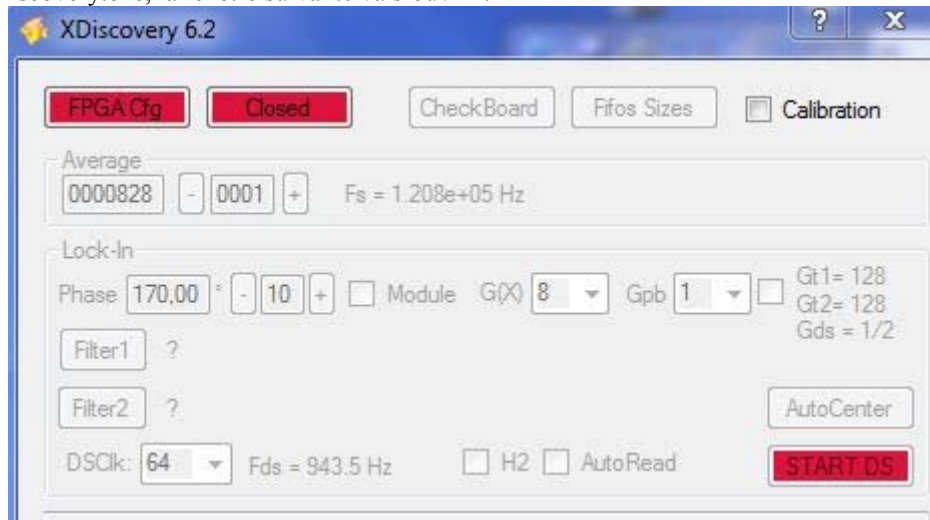 XDiscovery 6.2 ? X
FPGA Cfg Closed CheckBoard Fifos Sizes Calibration
Average
0000828 - 0001 + Fs = 1.208e+05 Hz
Lock-In
Phase 170,00 ° - 10 + Module G(X) 8 Gpb 1 Gt1= 128
Gt2= 128
Gds = 1/2
Filter1 ?
Filter2 ? AutoCenter
DSClk: 64 Fds = 943.5 Hz H2 AutoRead START DS